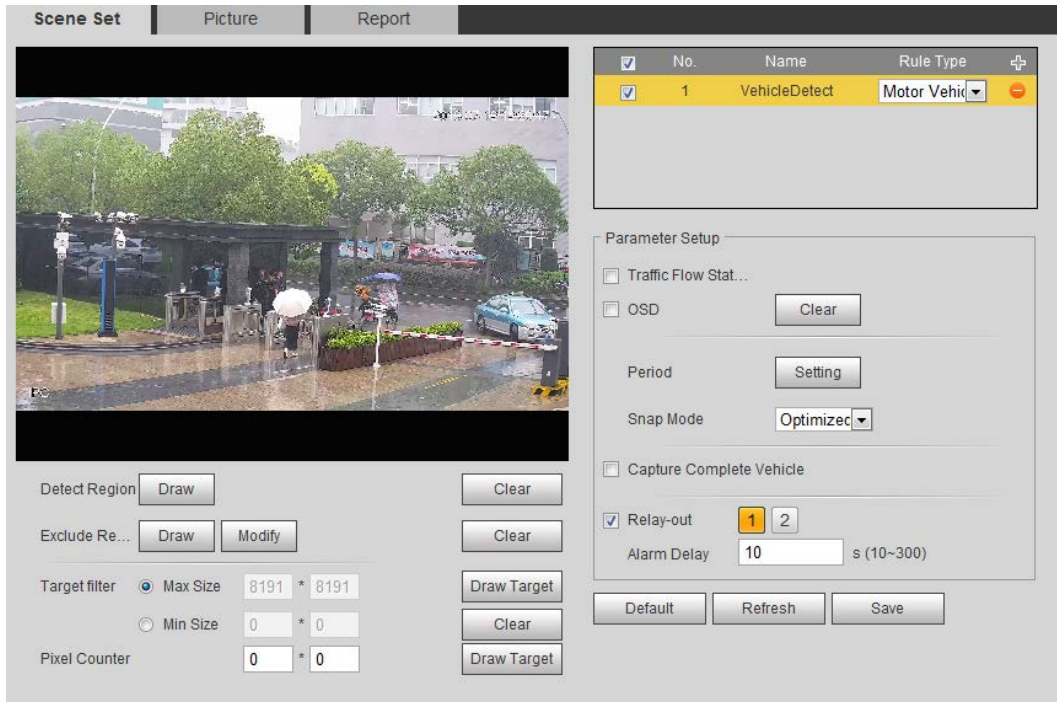 Scene Set Picture Report
No. Name Rule Type
1 VehicleDetect Motor Vehic
Parameter Setup
Traffic Flow Stat...
OSD Clear
Period Setting
Snap Mode Optimizec
Capture Complete Vehicle
Relay-out 1 2
Alarm Delay 10 s (10~300)
Default Refresh Save
Detect Region Draw Clear
Exclude Re... Draw Modify Clear
Target filter Max Size 8191 * 8191 Draw Target
Min Size 0 * 0 Clear
Pixel Counter 0 * 0 Draw Target